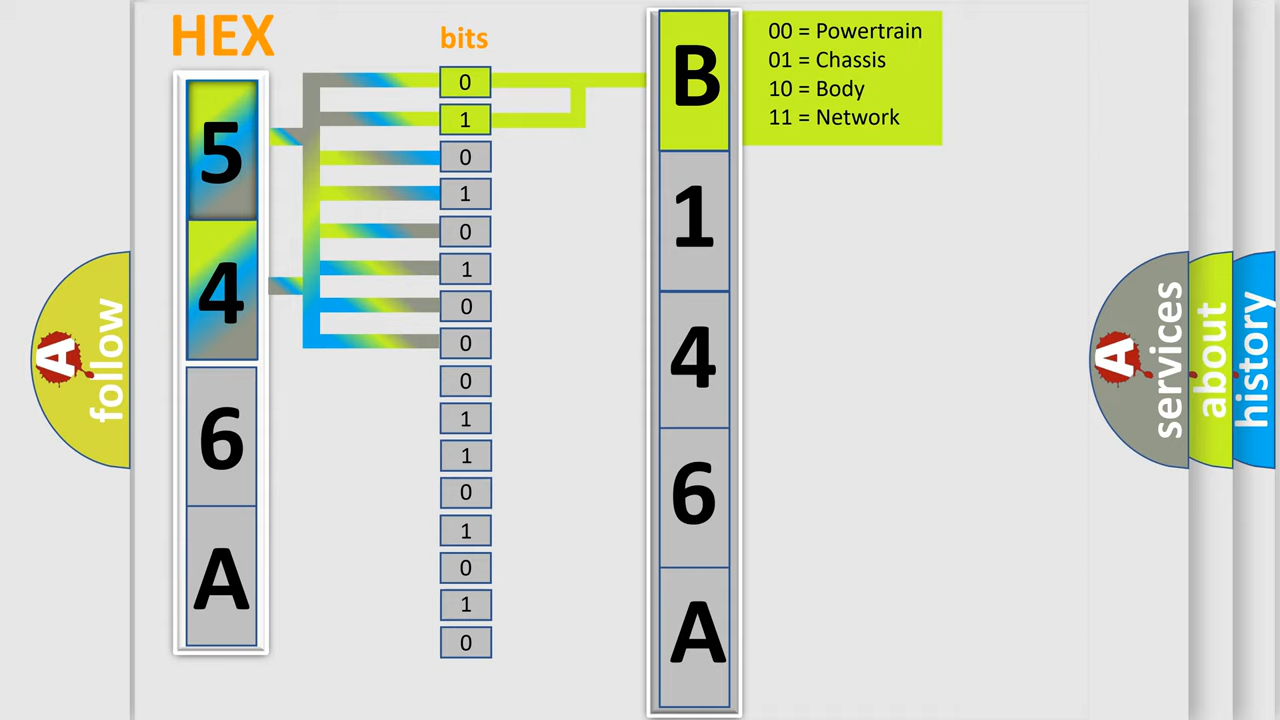 HEX
bits
5
4
6
A
0
1
0
1
0
1
0
0
0
1
1
0
1
0
1
0
B
1
4
6
A
00 = Powertrain
01 = Chassis
10 = Body
11 = Network
A
follow
A
services
about
history